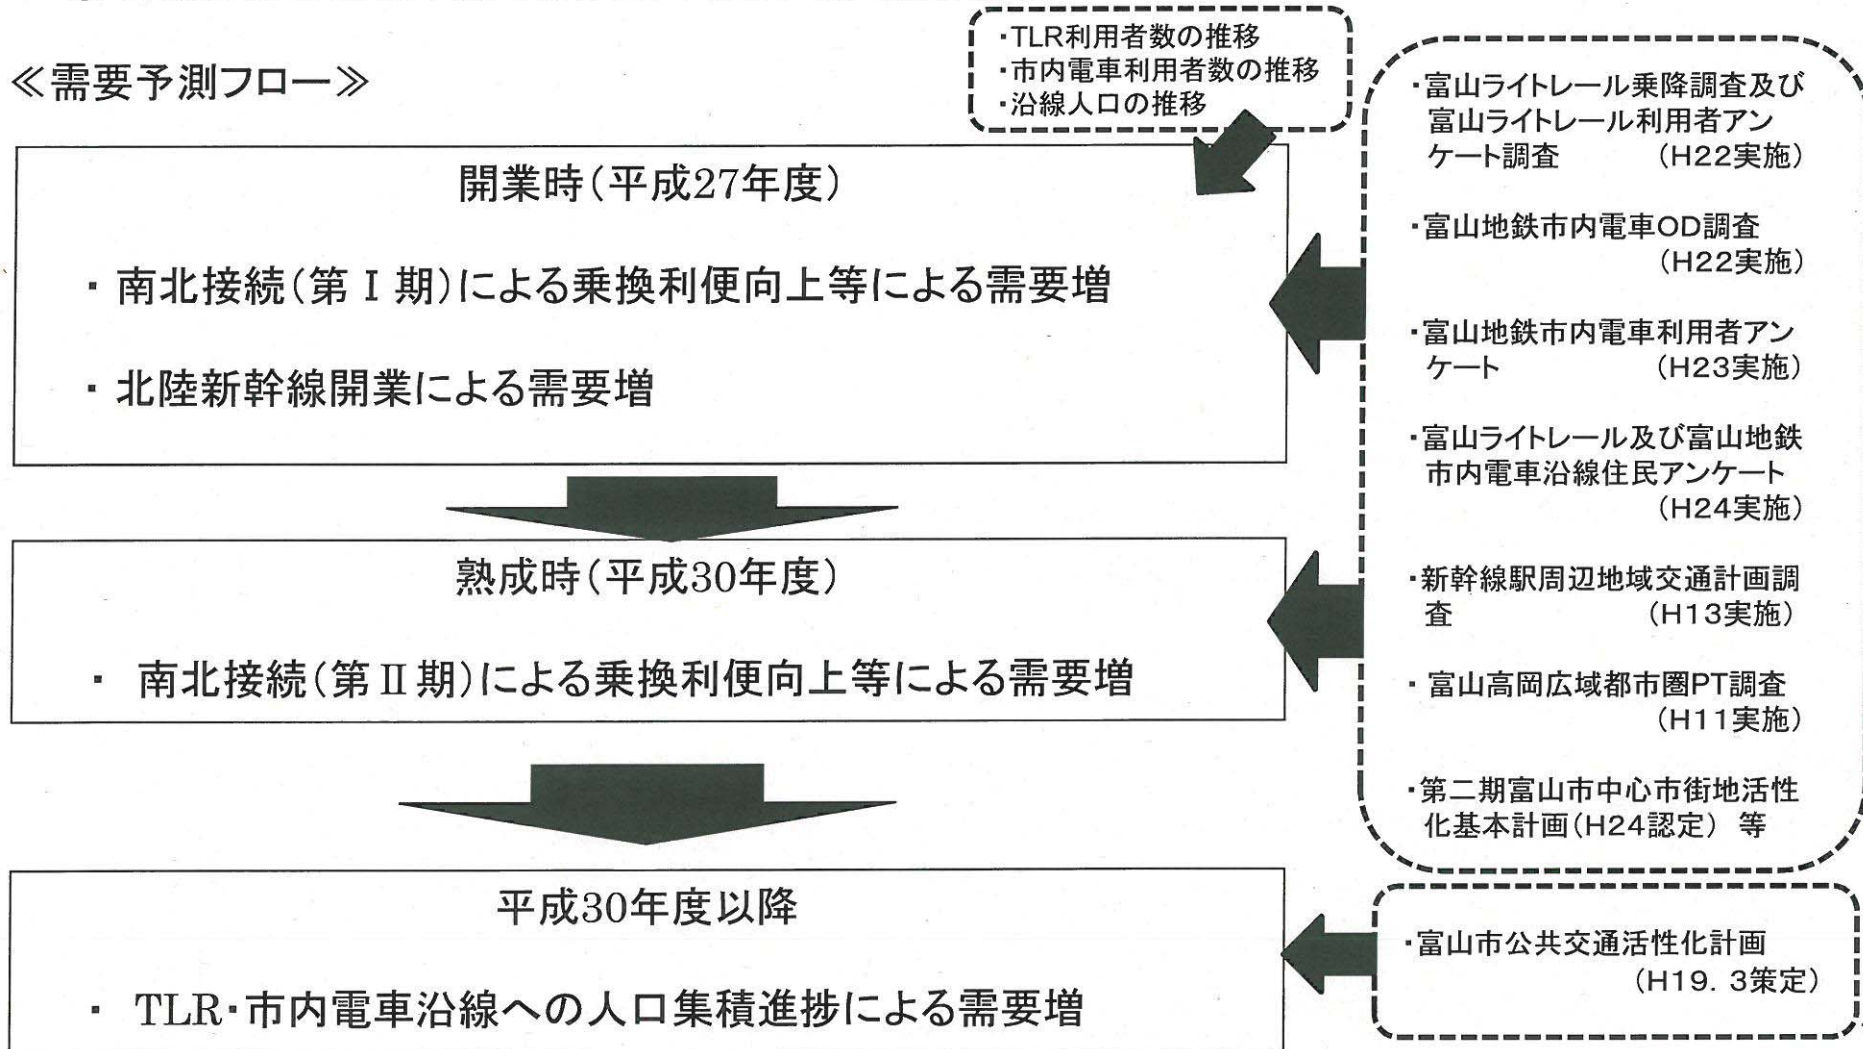 ≪需要予測フロー≫
・TLR利用者数の推移
・市内電車利用者数の推移
・沿線人口の推移
開業時(平成27年度)
・ 南北接続(第Ⅰ期)による乗換利便向上等による需要増
・ 北陸新幹線開業による需要増
熟成時(平成30年度)
・ 南北接続(第Ⅱ期)による乗換利便向上等による需要増
平成30年度以降
・ TLR・市内電車沿線への人口集積進捗による需要増
・富山ライトレール乗降調査及び
富山ライトレール利用者アン
ケート調査 (H22実施)
・富山地鉄市内電車OD調査
(H22実施)
・富山地鉄市内電車利用者アン
ケート (H23実施)
・富山ライトレール及び富山地鉄
市内電車沿線住民アンケート
(H24実施)
・新幹線駅周辺地域交通計画調
査 (H13実施)
・富山高岡広域都市圏PT調査
(H11実施)
・第二期富山市中心市街地活性
化基本計画(H24認定) 等
・富山市公共交通活性化計画
(H19. 3策定)